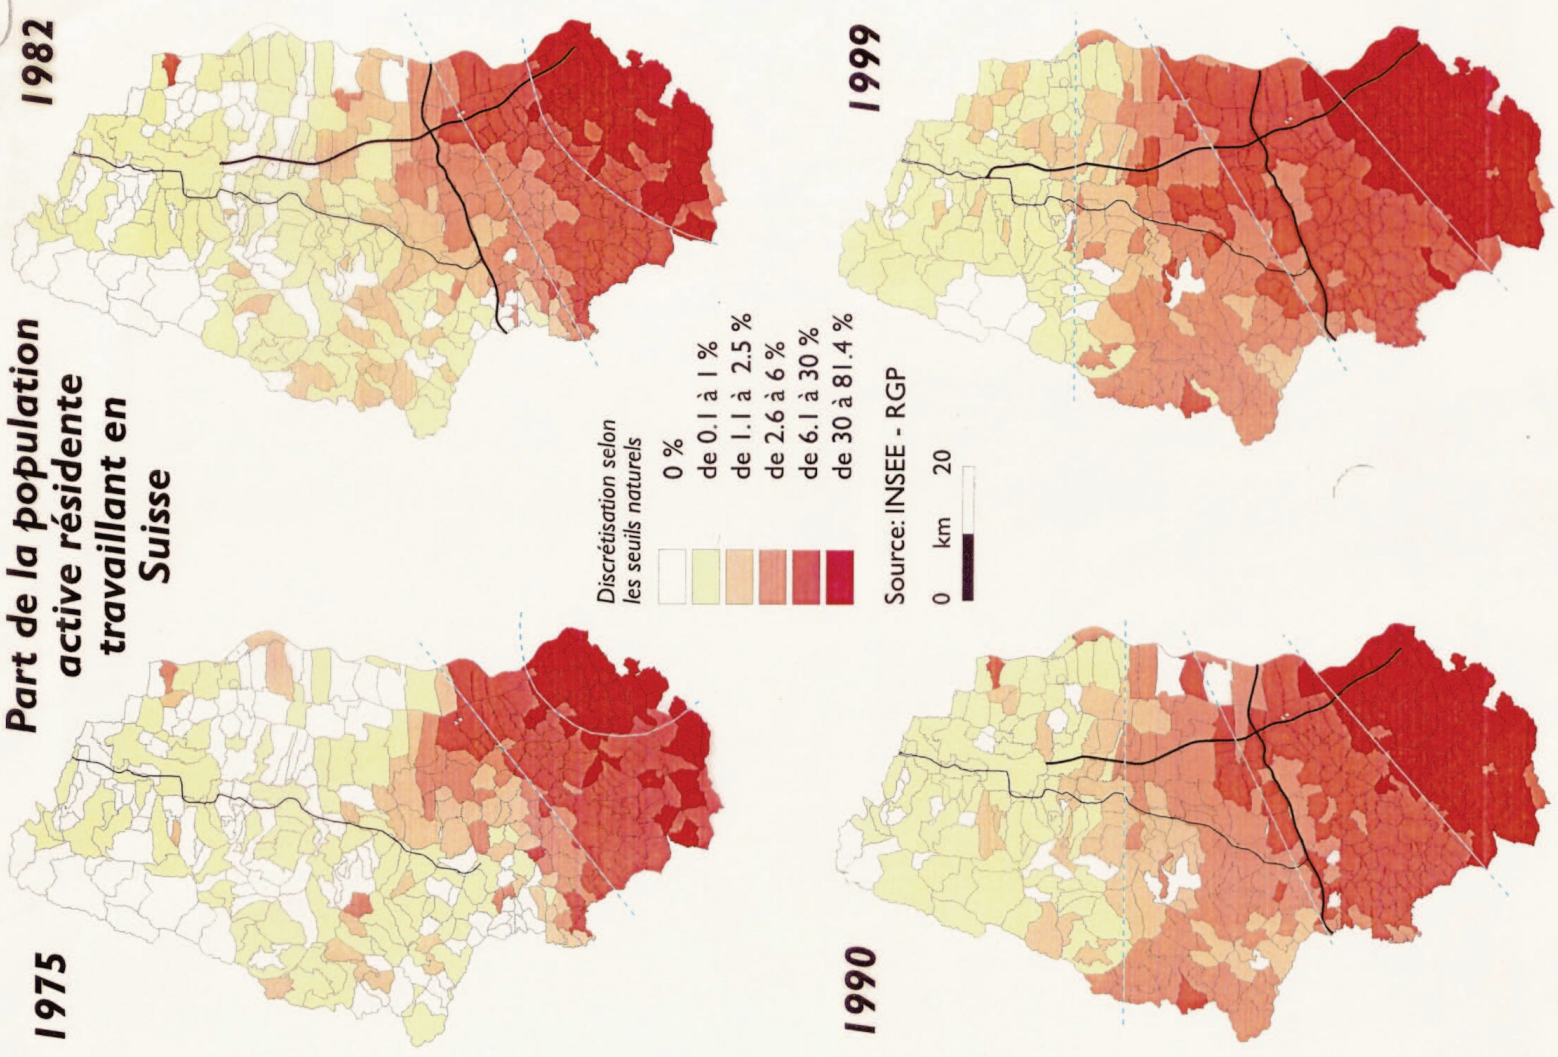 Part de la population
active résidente
travaillant en
Suisse
1975
1982
Discrétisation selon
les seuils naturels
0 %
de 0.1 à 1 %
de 1.1 à 2.5 %
de 2.6 à 6 %
de 6.1 à 30 %
de 30 à 81.4 %
Source: INSEE - RGP
0 km 20
1990
1999